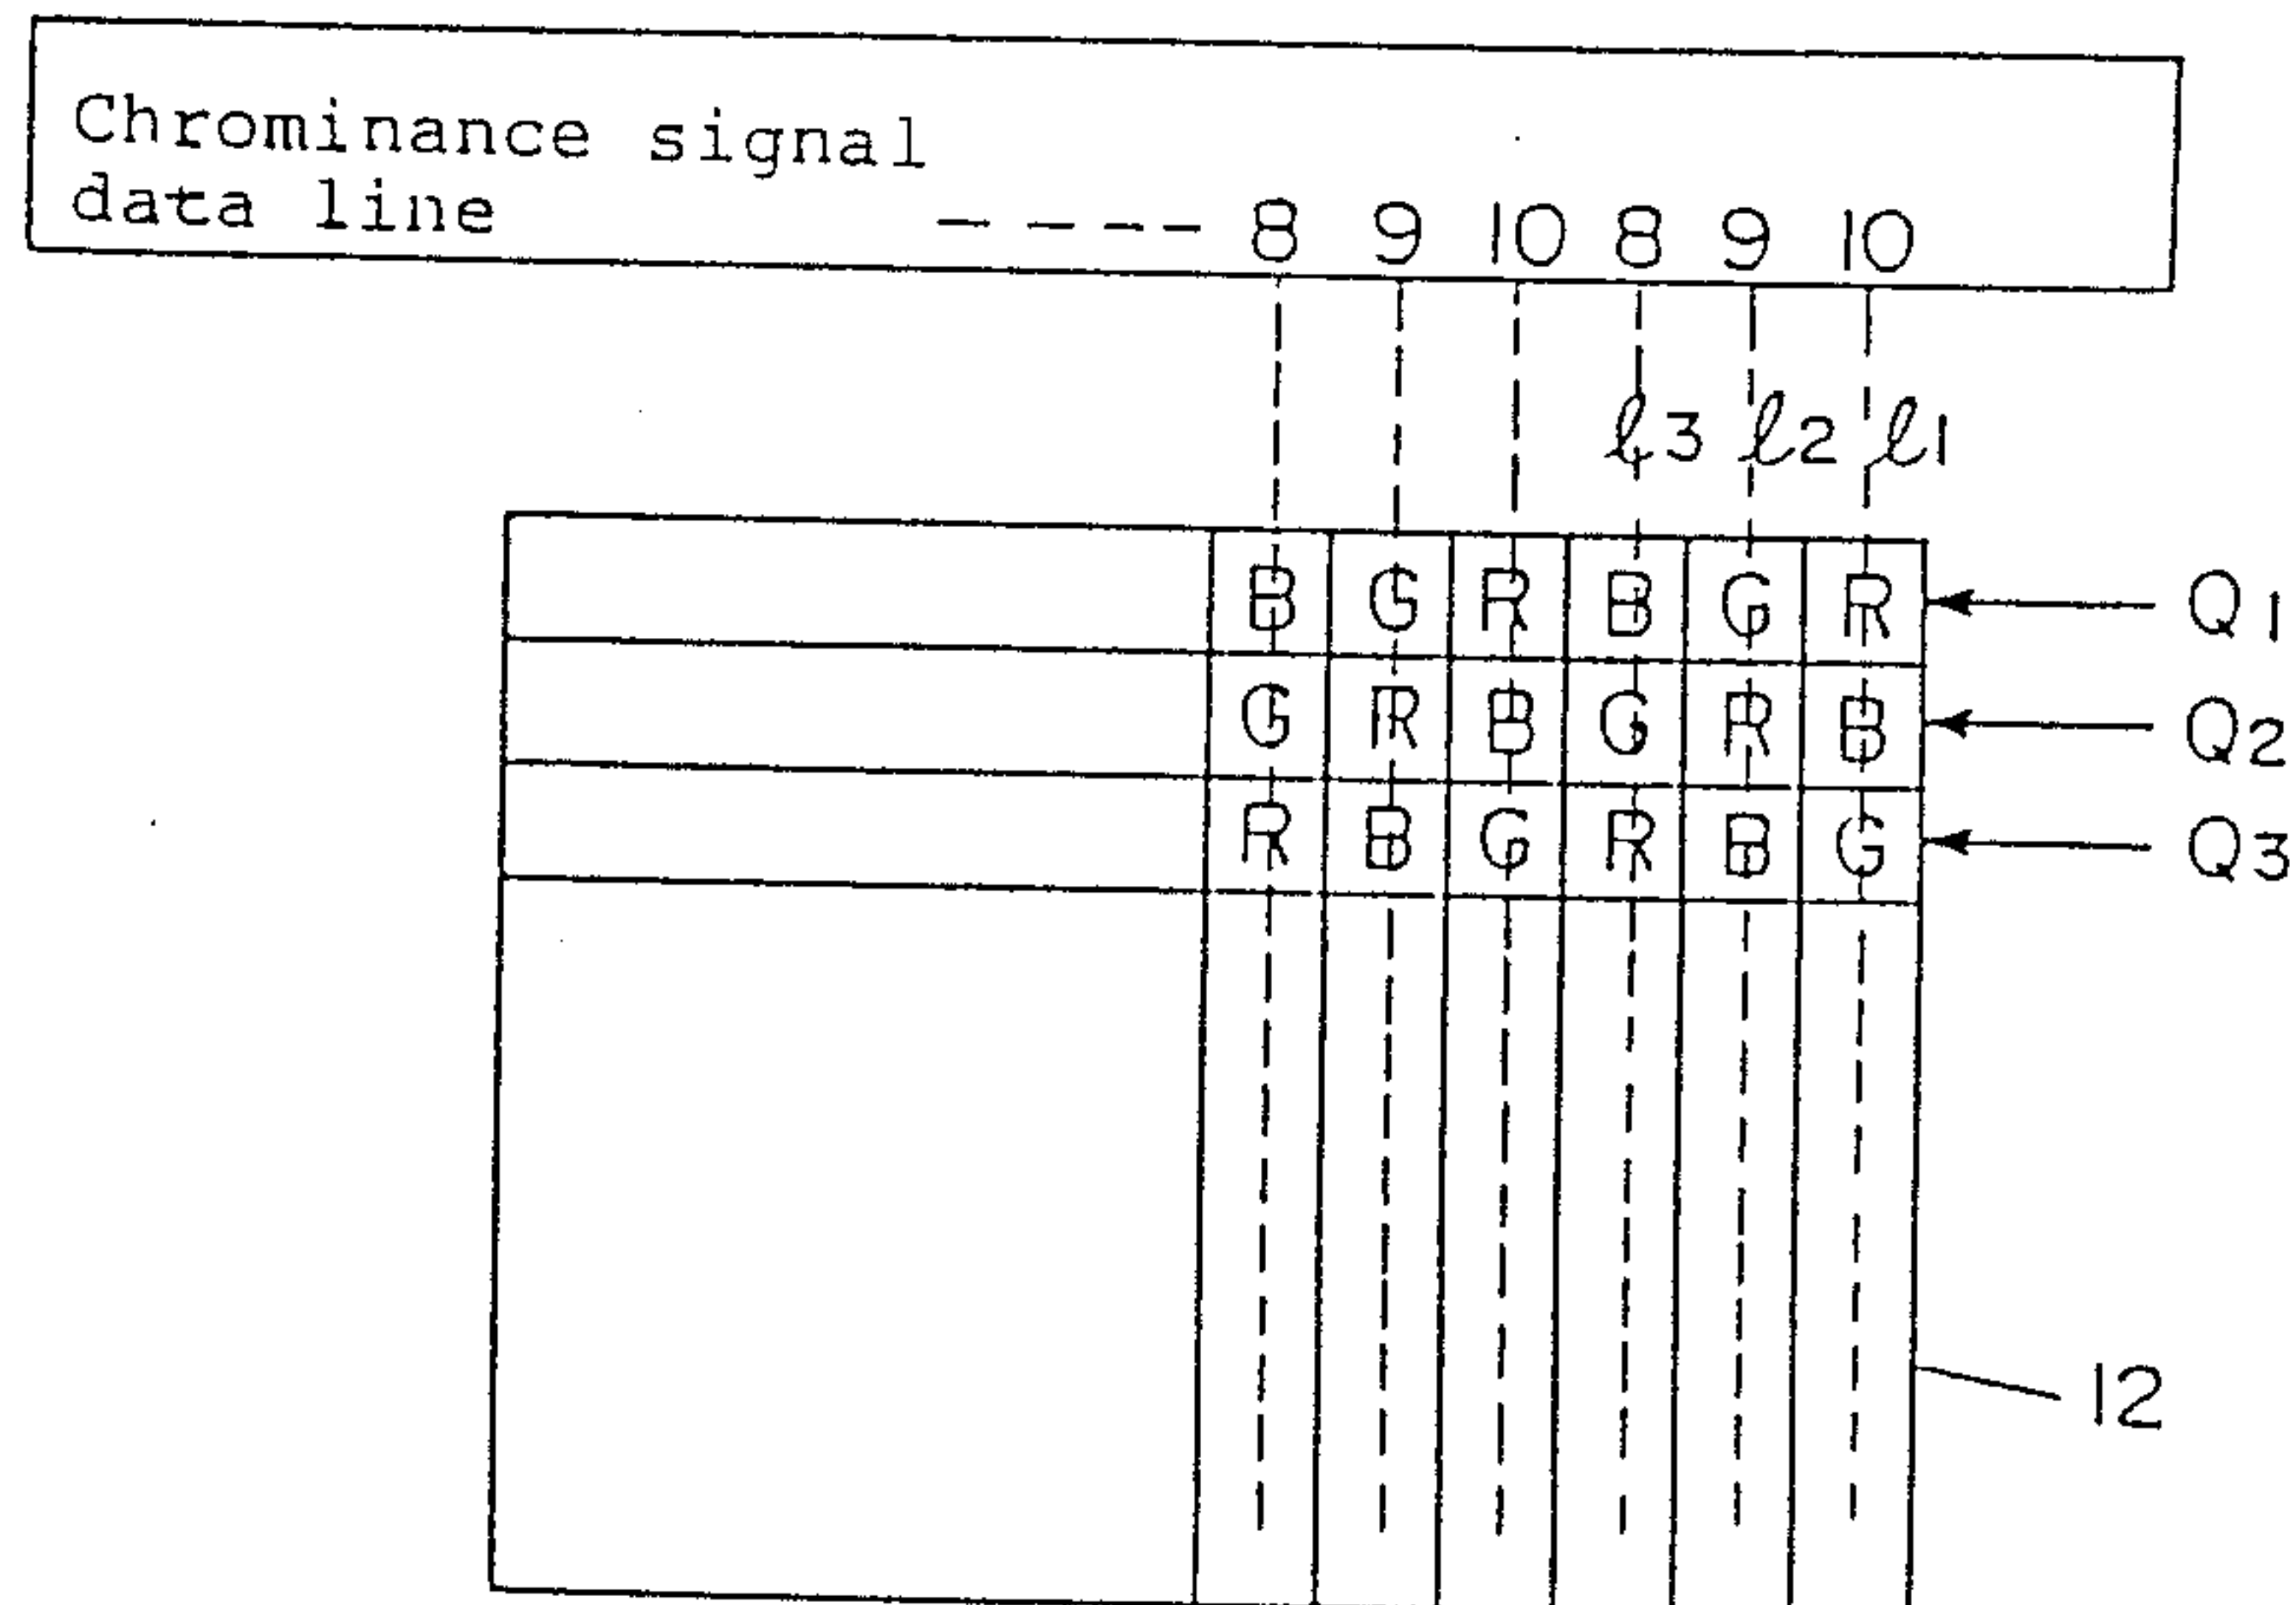 Chrominance signal
data line ---- 8 9 10 8 9 10
ℓ3 ℓ2 ℓ1
B G R B G R Q1
G R B G R B Q2
R B G R B G Q3
12